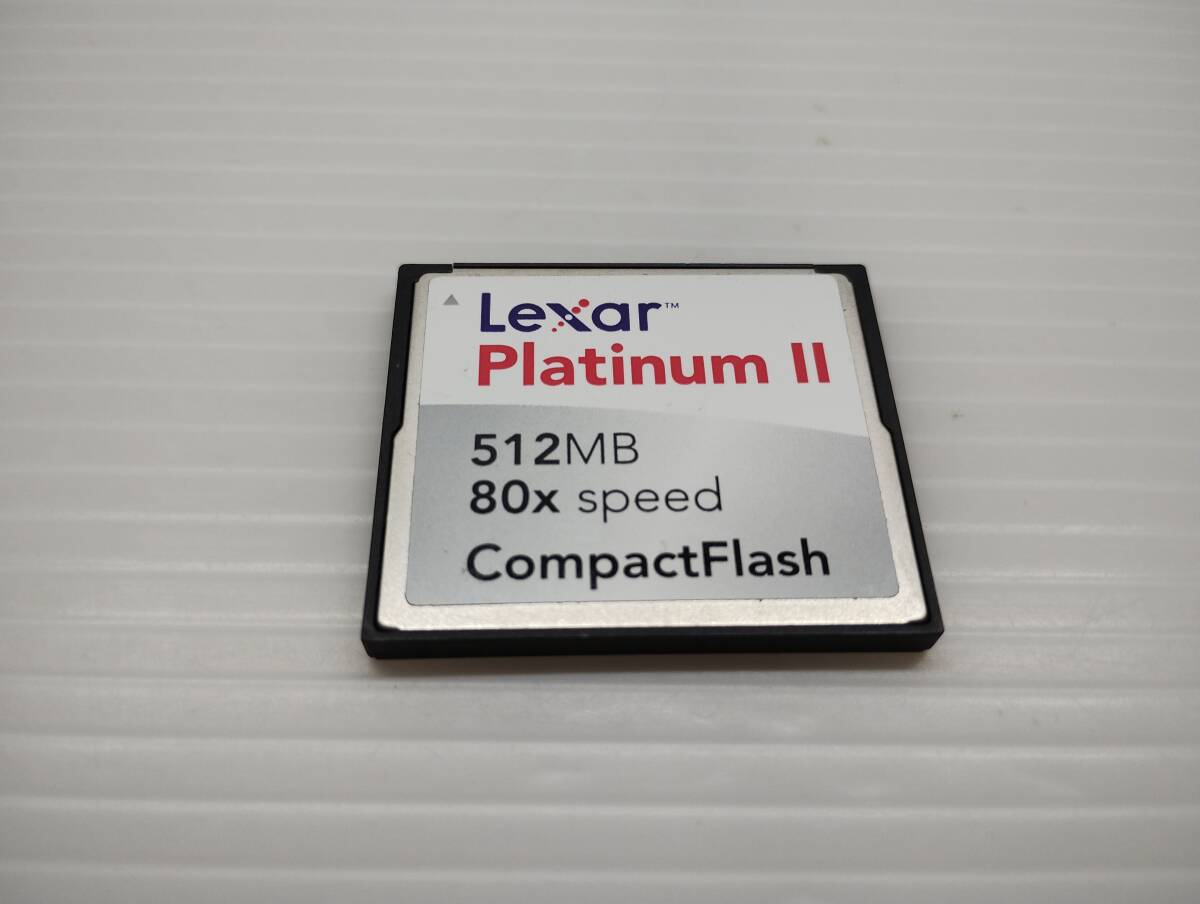 Lexar™
Platinum II
512MB
80x speed
CompactFlash